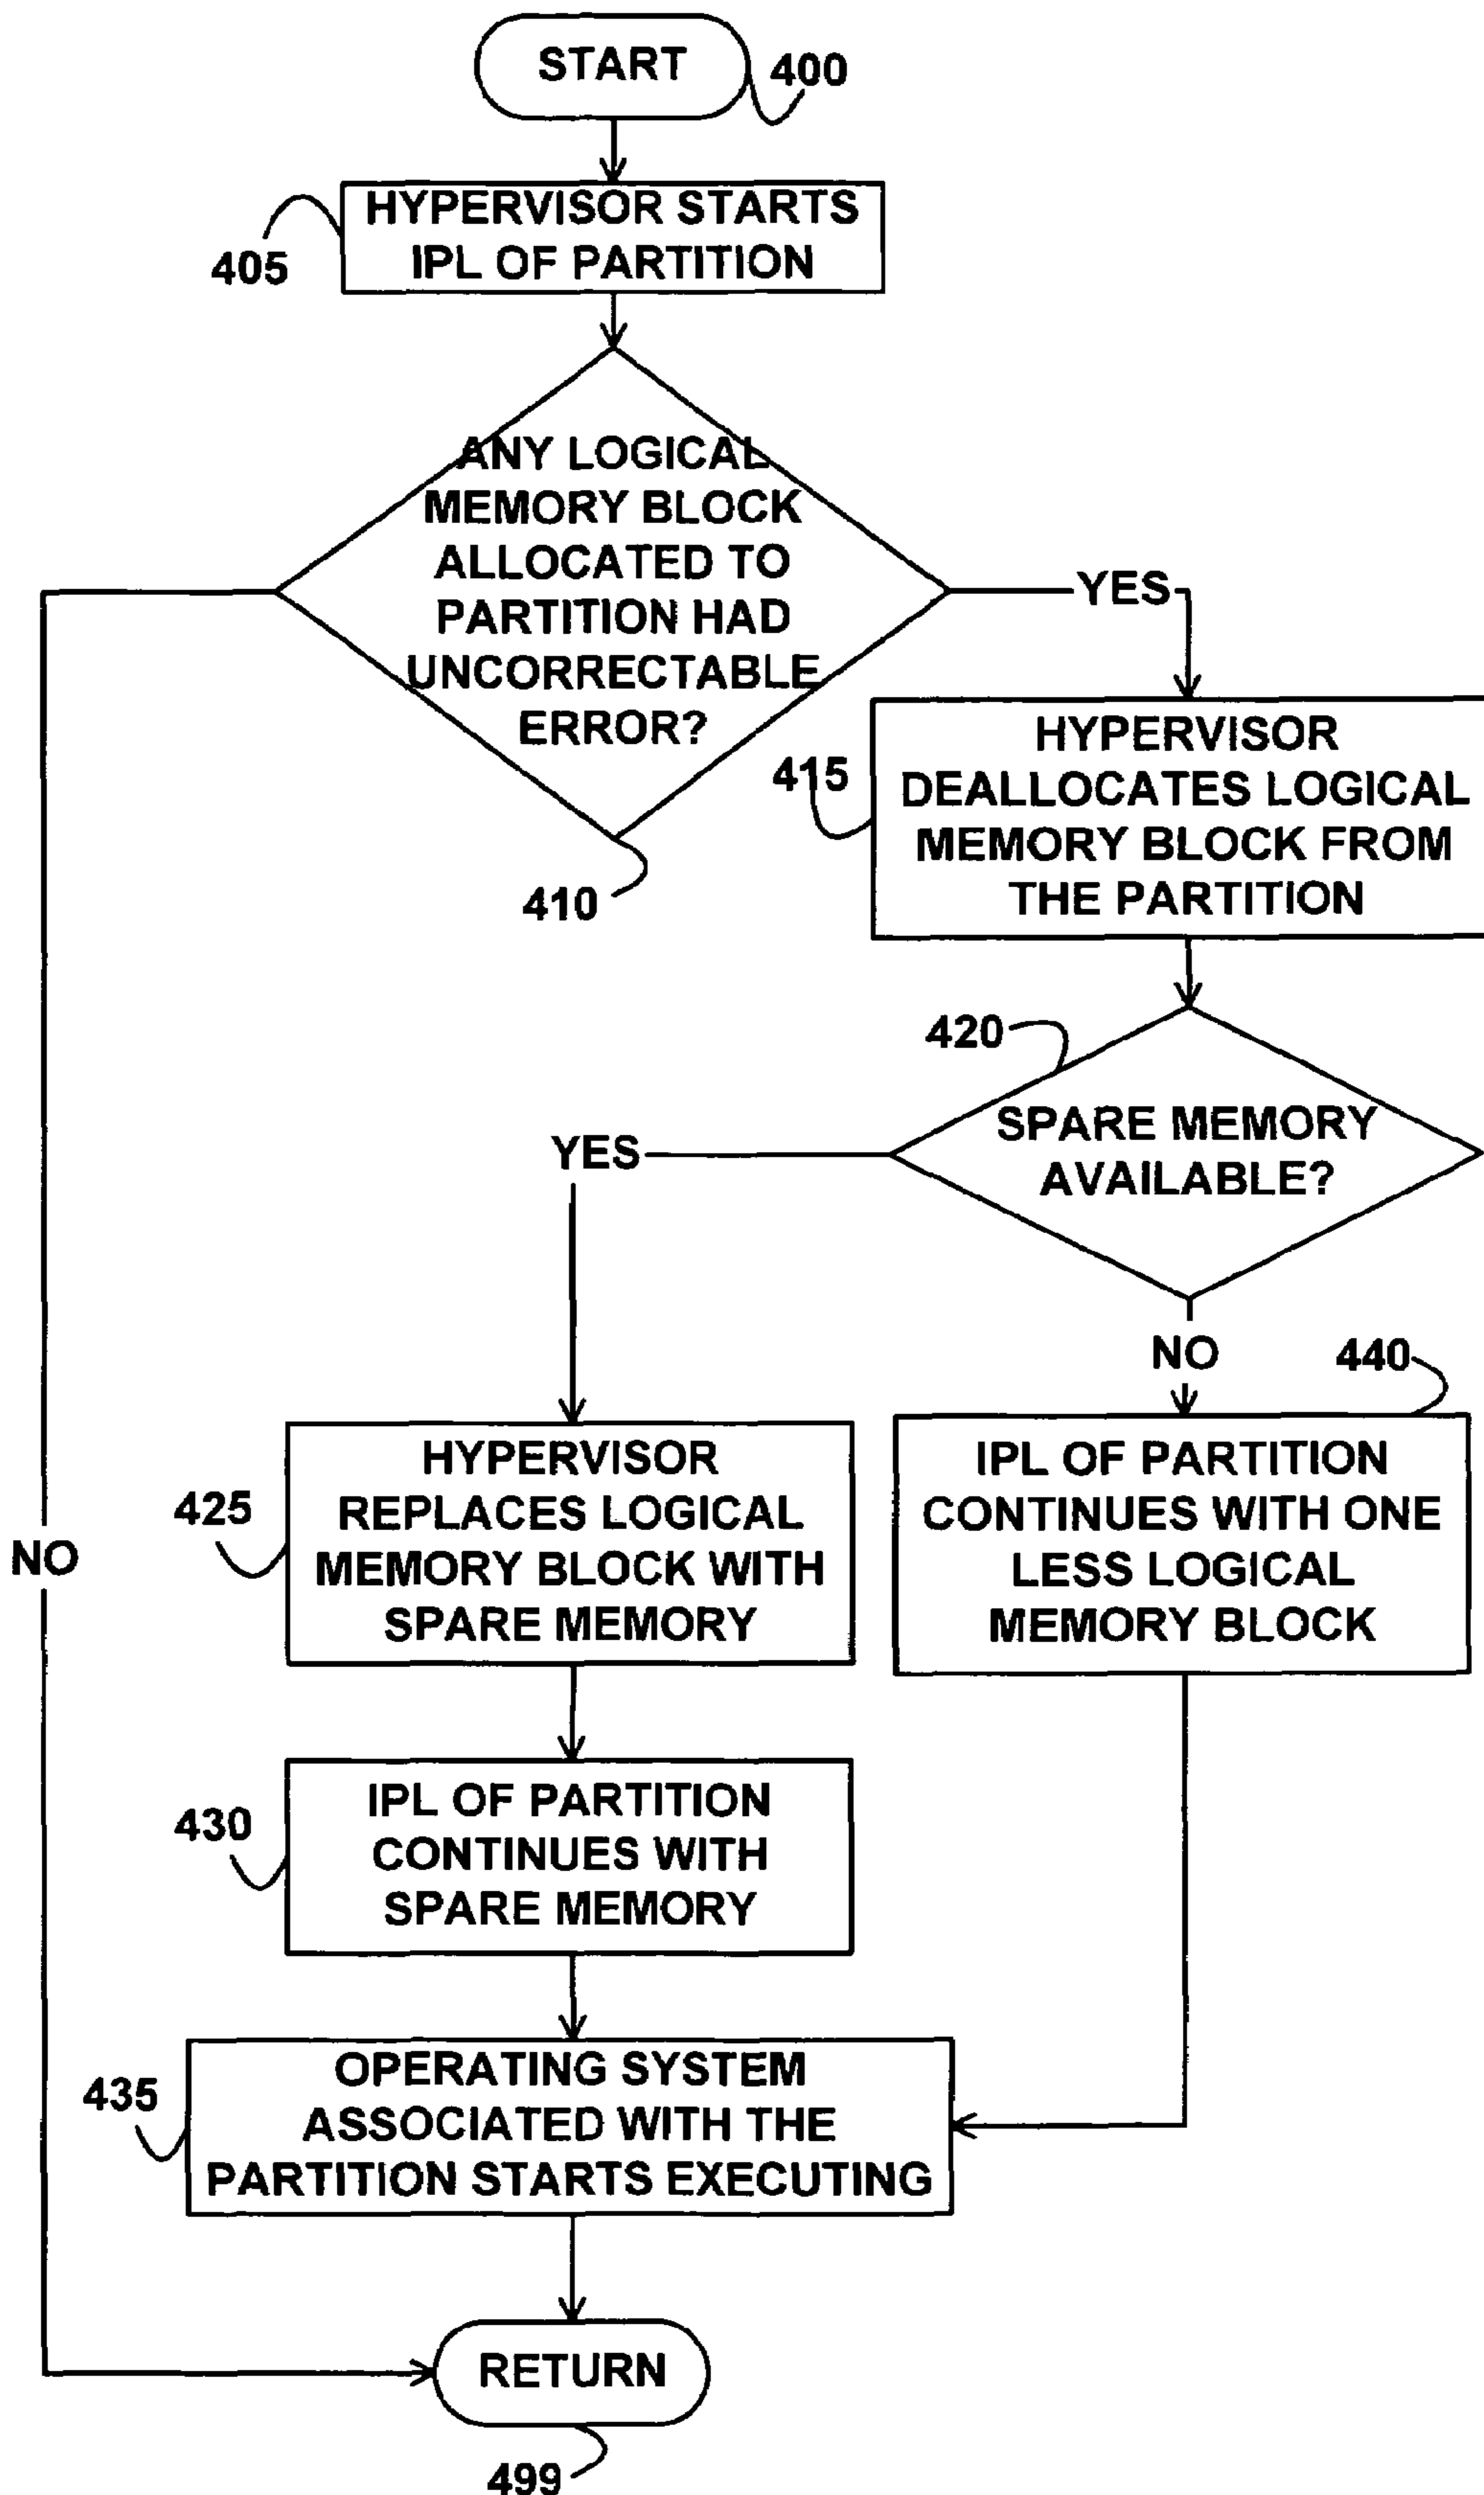 START
400
HYPERVISOR STARTS
IPL OF PARTITION
405
ANY LOGICAL
MEMORY BLOCK
ALLOCATED TO
PARTITION HAD
UNCORRECTABLE
ERROR?
410
YES
HYPERVISOR
DEALLOCATES LOGICAL
MEMORY BLOCK FROM
THE PARTITION
415
420
SPARE MEMORY
AVAILABLE?
YES
NO
440
HYPERVISOR
REPLACES LOGICAL
MEMORY BLOCK WITH
SPARE MEMORY
425
IPL OF PARTITION
CONTINUES WITH ONE
LESS LOGICAL
MEMORY BLOCK
NO
IPL OF PARTITION
CONTINUES WITH
SPARE MEMORY
430
OPERATING SYSTEM
ASSOCIATED WITH THE
PARTITION STARTS EXECUTING
435
RETURN
499